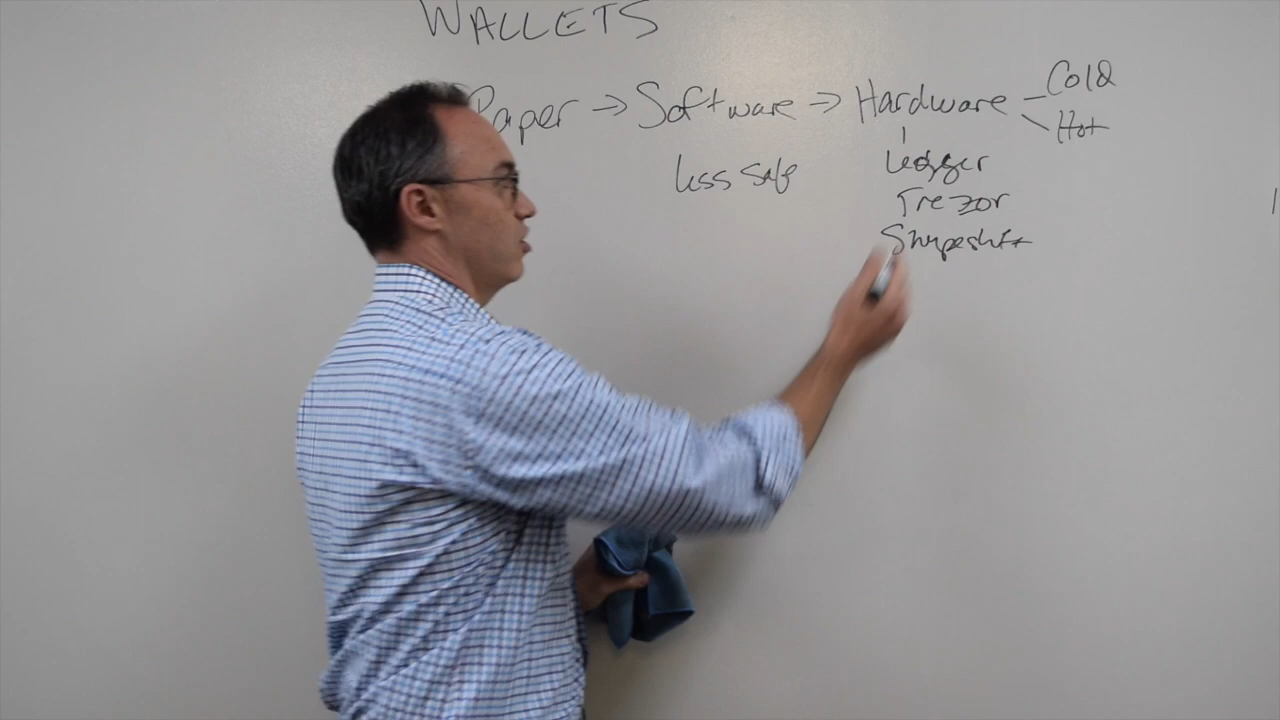 WALLETS
Paper → Software → Hardware - Cold
Hot
less safe
Ledger
Trezor
Shapeshift